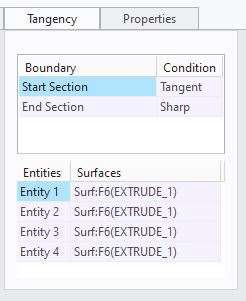 Tangency Properties
Boundary Condition
Start Section Tangent
End Section Sharp
Entities Surfaces
Entity 1 Surf:F6(EXTRUDE_1)
Entity 2 Surf:F6(EXTRUDE_1)
Entity 3 Surf:F6(EXTRUDE_1)
Entity 4 Surf:F6(EXTRUDE_1)